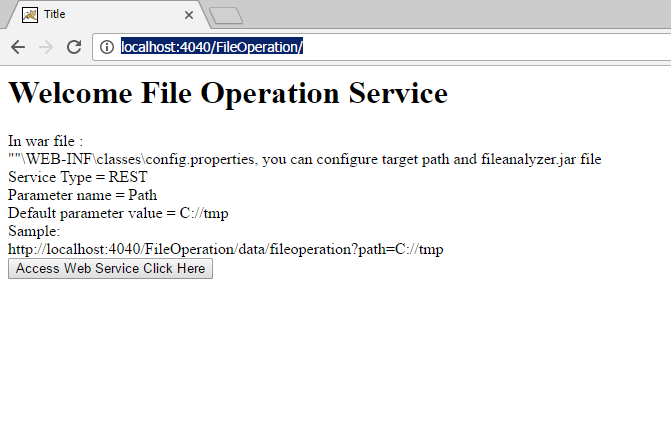 Title
localhost:4040/FileOperation/
Welcome File Operation Service
In war file :
""\WEB-INF\classes\config.properties, you can configure target path and fileanalyzer.jar file
Service Type = REST
Parameter name = Path
Default parameter value = C://tmp
Sample:
http://localhost:4040/FileOperation/data/fileoperation?path=C://tmp
Access Web Service Click Here